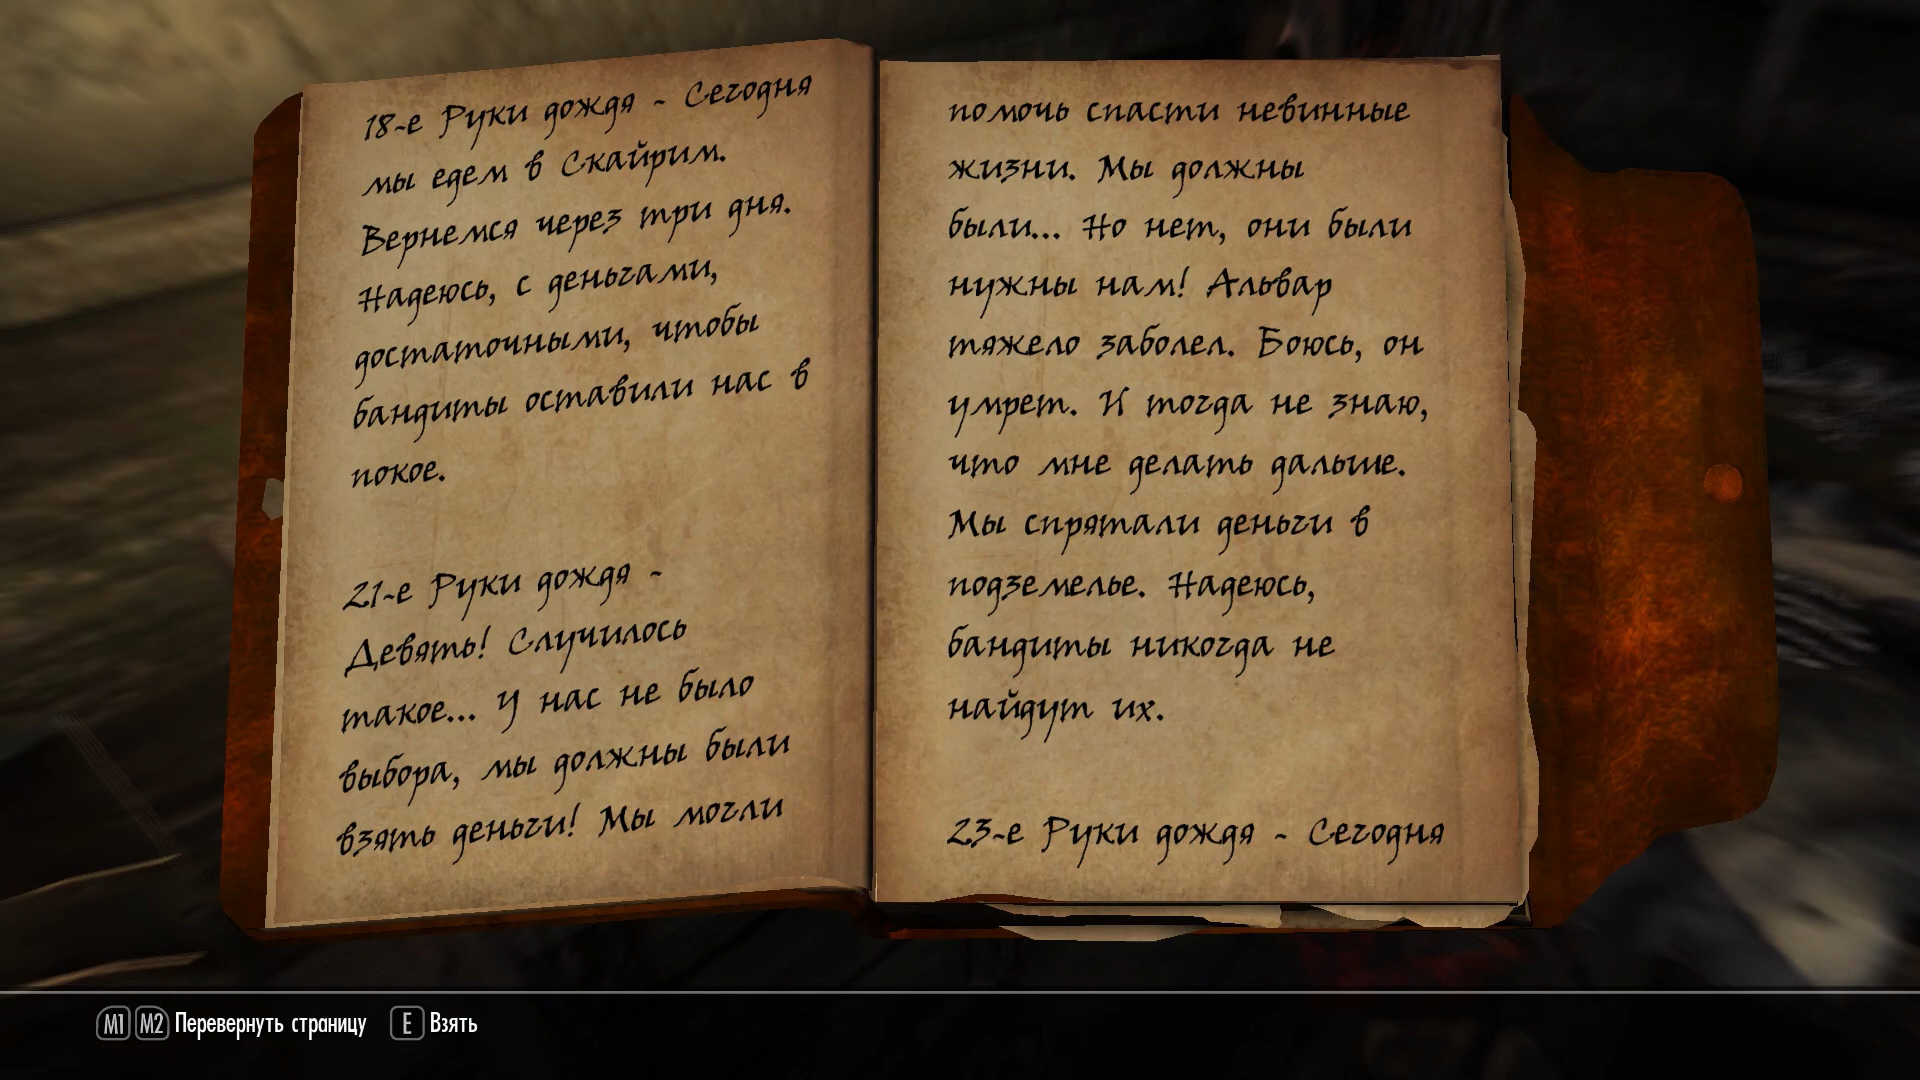 18-е Руки дождя - Сегодня
мы едем в Скайрим.
Вернемся через три дня.
Надеюсь, с деньгами,
достаточными, чтобы
бандиты оставили нас в
покое.
21-е Руки дождя -
Девять! Случилось
такое... У нас не было
выбора, мы должны были
взять деньги! Мы могли
помочь спасти невинные
жизни. Мы должны
были... Но нет, они были
нужны нам! Альвар
тяжело заболел. Боюсь, он
умрет. И тогда не знаю,
что мне делать дальше.
Мы спрятали деньги в
подземелье. Надеюсь,
бандиты никогда не
найдут их.
23-е Руки дождя - Сегодня
M1 M2 Перевернуть страницу E Взять